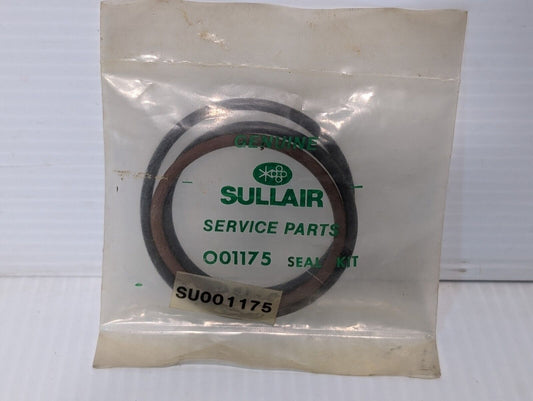 GENUINE
SULLAIR
SERVICE PARTS
001175 SEAL KIT
SU001175